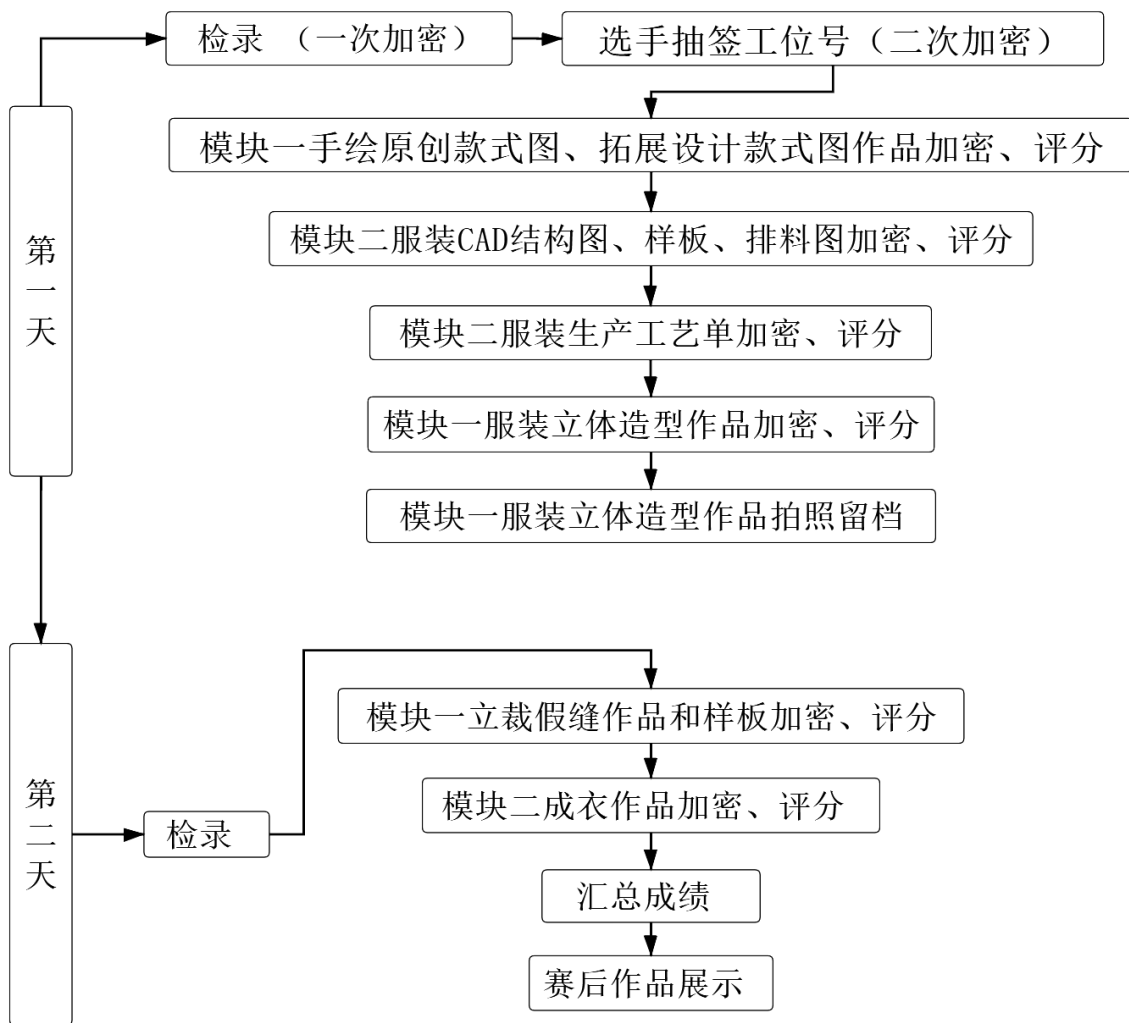 检录 （一次加密）
选手抽签工位号（二次加密）
第一天
模块一手绘原创款式图、拓展设计款式图作品加密、评分
模块二服装CAD结构图、样板、排料图加密、评分
模块二服装生产工艺单加密、评分
模块一服装立体造型作品加密、评分
模块一服装立体造型作品拍照留档
第二天
检录
模块一立裁假缝作品和样板加密、评分
模块二成衣作品加密、评分
汇总成绩
赛后作品展示